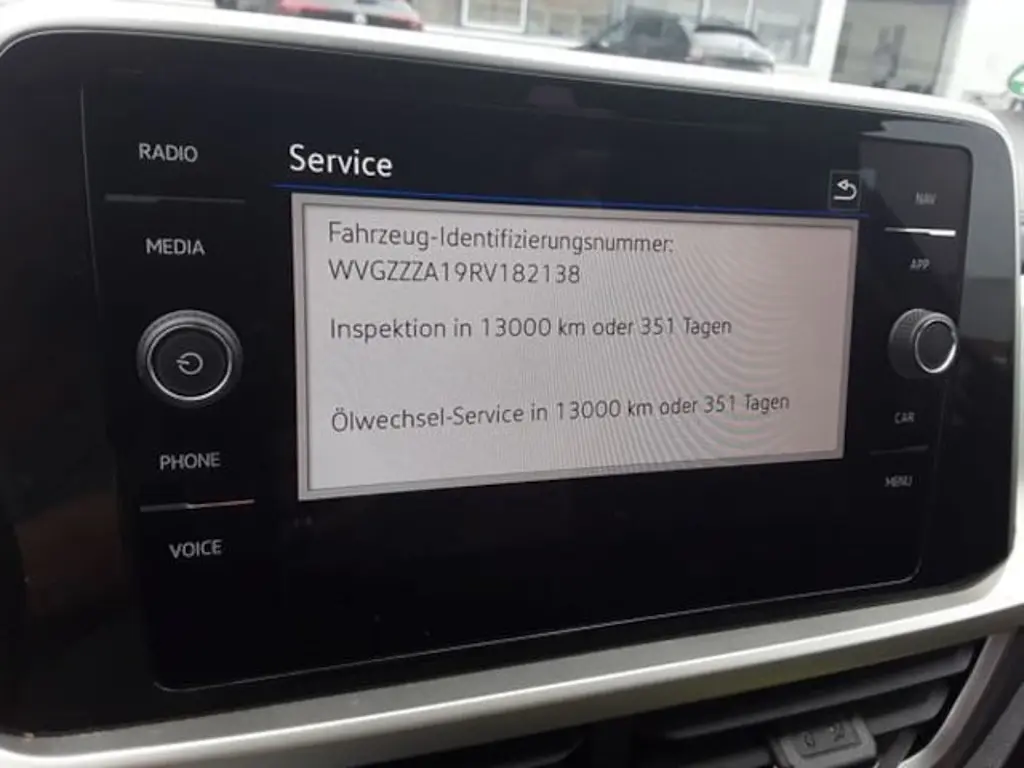 RADIO
Service
NAV
MEDIA
Fahrzeug-Identifizierungsnummer:
WVGZZZA19RV182138
APP
Inspektion in 13000 km oder 351 Tagen
Ölwechsel-Service in 13000 km oder 351 Tagen
CAR
PHONE
MENU
VOICE